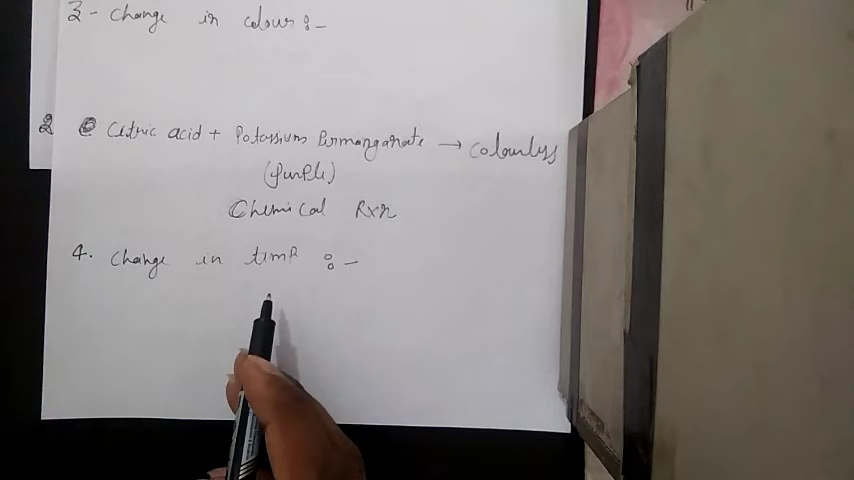 3- Change in colour :-
2 Citric acid + Potassium Permanganate → Colourless
(Purple)
Chemical Rxn
4. Change in temp :-